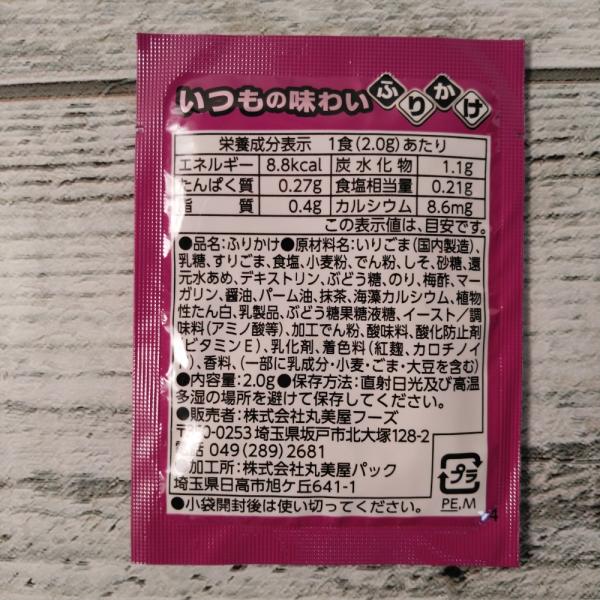 いつもの味わい ふりかけ
栄養成分表示 1食(2.0g)あたり
エネルギー 8.8kcal 炭水化物 1.1g
たんぱく質 0.27g 食塩相当量 0.21g
脂質 0.4g カルシウム 8.6mg
この表示値は、目安です。
●品名:ふりかけ●原材料名:いりごま(国内製造)、
乳糖、すりごま、食塩、小麦粉、でん粉、しそ、砂糖、還
元水あめ、デキストリン、ぶどう糖、のり、梅酢、マー
ガリン、醤油、パーム油、抹茶、海藻カルシウム、植物
性たん白、乳製品、ぶどう糖果糖液糖、イースト/調
味料(アミノ酸等)、加工でん粉、酸味料、酸化防止剤
(ビタミンE)、乳化剤、着色料(紅麹、カロチノイ
ド)、香料、(一部に乳成分・小麦・ごま・大豆を含む)
●内容量:2.0g●保存方法:直射日光及び高温
多湿の場所を避けて保存してください。
●販売者:株式会社丸美屋フーズ
〒350-0253 埼玉県坂戸市北大塚128-2
電話 049(289)2681
●加工所:株式会社丸美屋パック
埼玉県日高市旭ケ丘641-1
●小袋開封後は使い切ってください。
プラ
PE,M